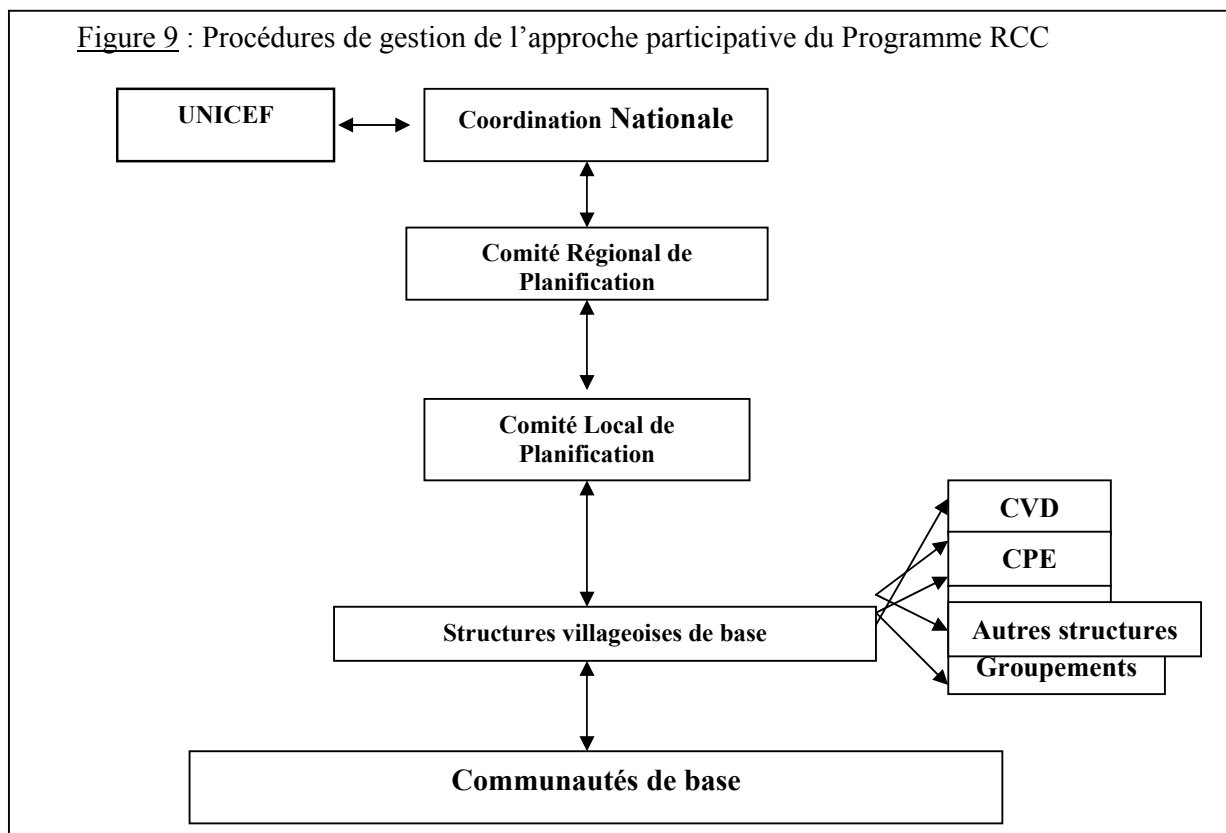 Figure 9 : Procédures de gestion de l’approche participative du Programme RCC
UNICEF
Coordination Nationale
Comité Régional de
Planification
Comité Local de
Planification
CVD
CPE
Structures villageoises de base
Autres structures
Groupements
Communautés de base